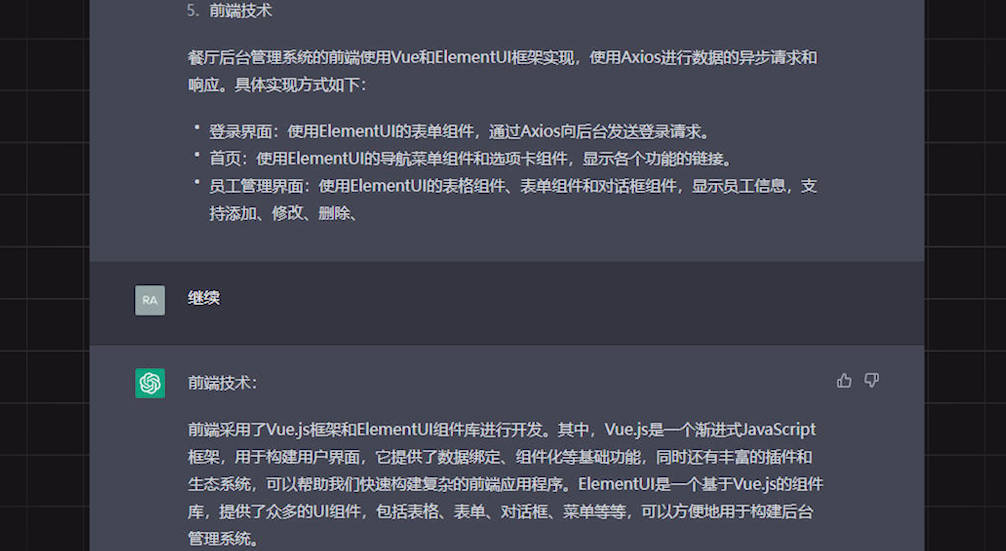 5. 前端技术
餐厅后台管理系统的前端使用Vue和ElementUI框架实现，使用Axios进行数据的异步请求和
响应。具体实现方式如下：
• 登录界面：使用ElementUI的表单组件，通过Axios向后台发送登录请求。
• 首页：使用ElementUI的导航菜单组件和选项卡组件，显示各个功能的链接。
• 员工管理界面：使用ElementUI的表格组件、表单组件和对话框组件，显示员工信息，支
持添加、修改、删除、
RA 继续
前端技术：
前端采用了Vue.js框架和ElementUI组件库进行开发。其中，Vue.js是一个渐进式JavaScript
框架，用于构建用户界面，它提供了数据绑定、组件化等基础功能，同时还有丰富的插件和
生态系统，可以帮助我们快速构建复杂的前端应用程序。ElementUI是一个基于Vue.js的组件
库，提供了众多的UI组件，包括表格、表单、对话框、菜单等等，可以方便地用于构建后台
管理系统。